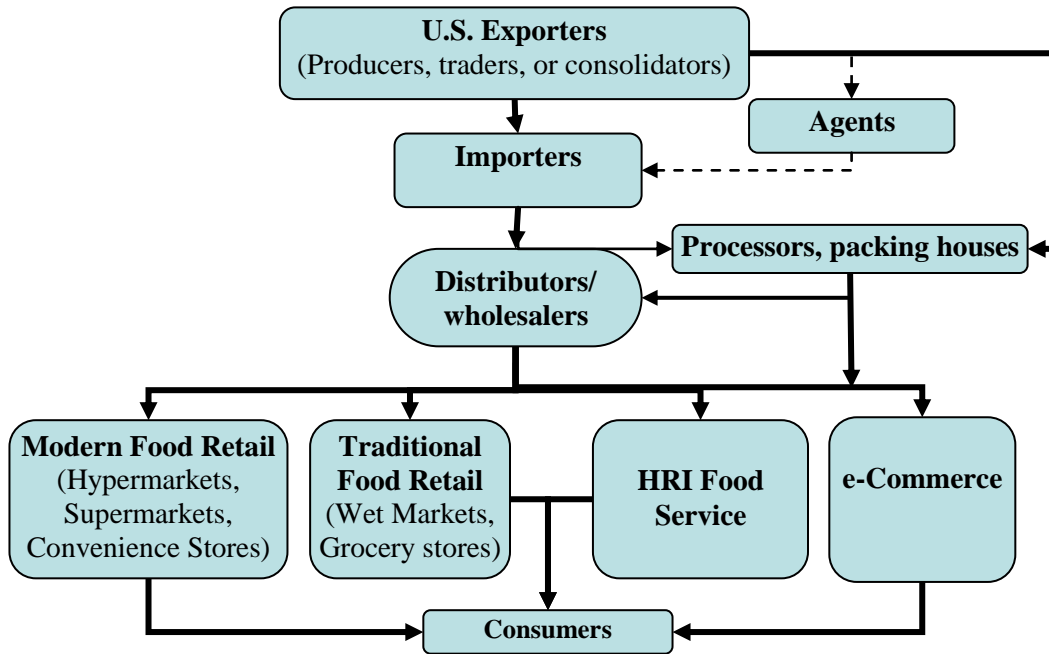 U.S. Exporters
(Producers, traders, or consolidators)
Agents
Importers
Processors, packing houses
Distributors/
wholesalers
Modern Food Retail
(Hypermarkets,
Supermarkets,
Convenience Stores)
Traditional
Food Retail
(Wet Markets,
Grocery stores)
HRI Food
Service
e-Commerce
Consumers